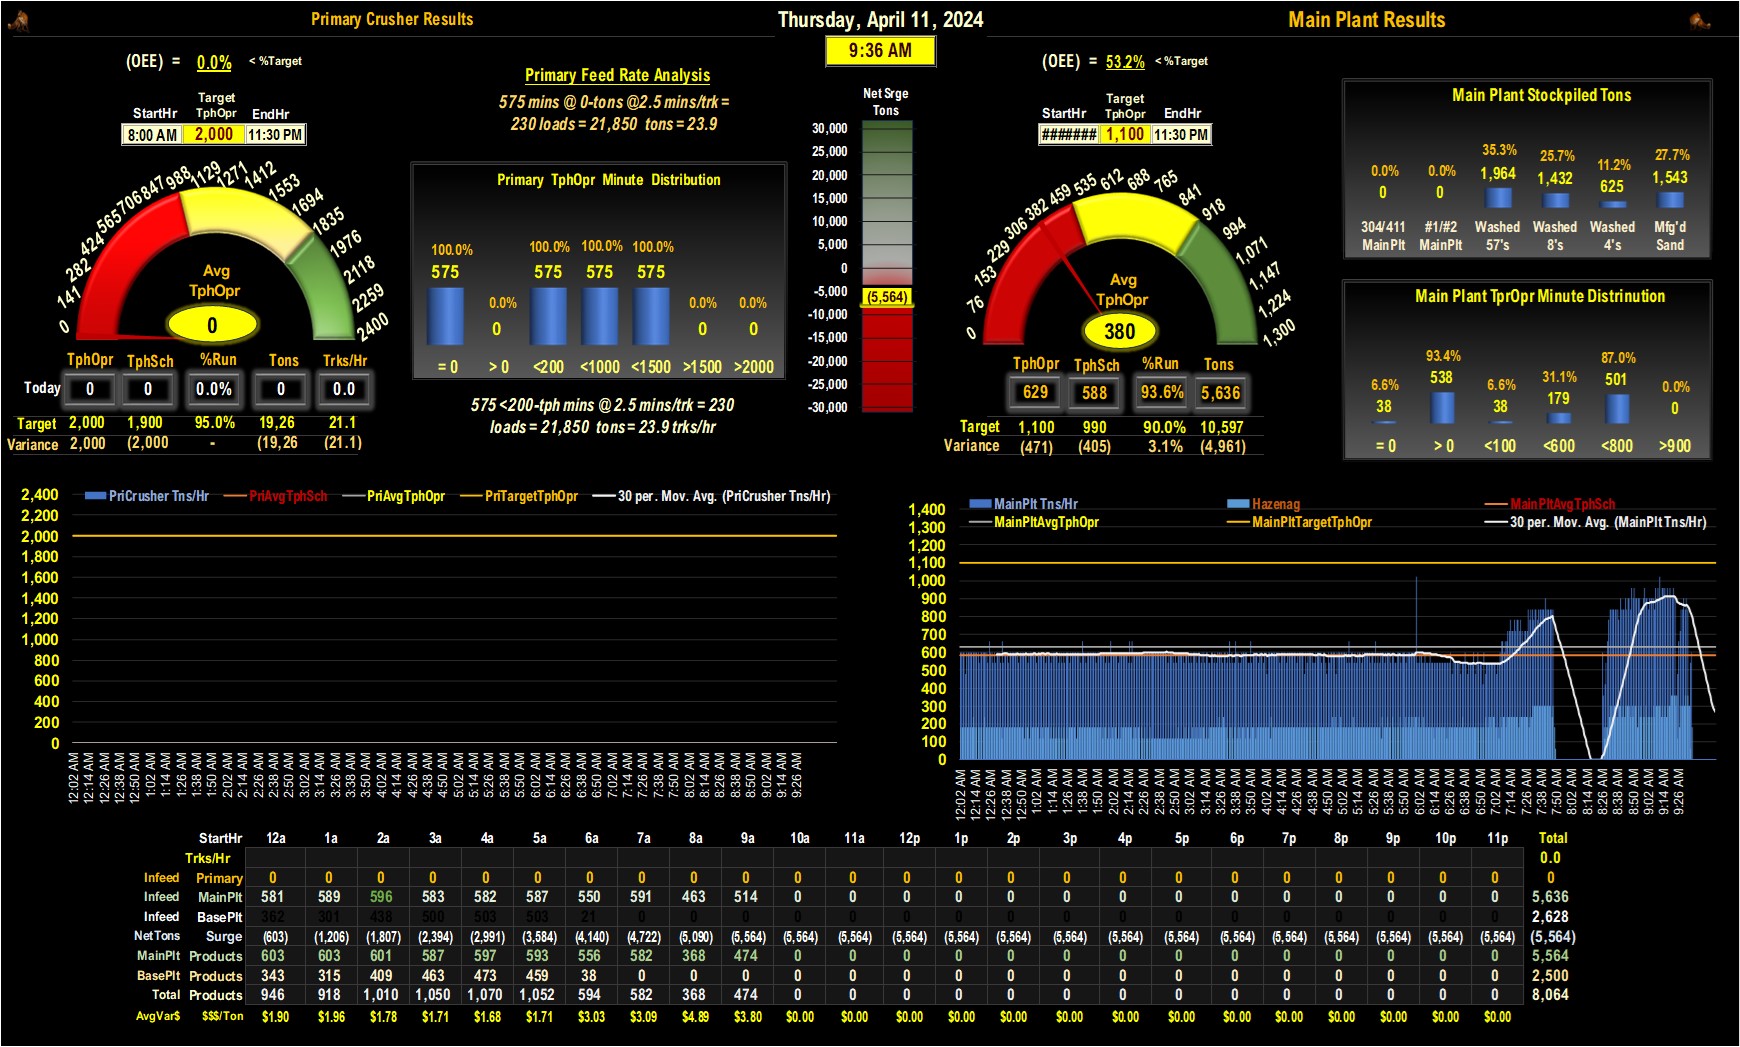 Primary Crusher Results
Thursday, April 11, 2024
Main Plant Results
9:36 AM
(OEE) = 0.0% < %Target
Target
StartHr TphOpr EndHr
8:00 AM 2,000 11:30 PM
0 141 282 424 565 706 847 988 1129 1271 1412 1553 1694 1835 1976 2118 2259 2400
Avg
TphOpr
0
TphOpr TphSch %Run Tons Trks/Hr
Today 0 0 0.0% 0 0.0
Target 2,000 1,900 95.0% 19,26 21.1
Variance 2,000 (2,000 - (19,26 (21.1)
Primary Feed Rate Analysis
575 mins @ 0-tons @2.5 mins/trk =
230 loads = 21,850 tons = 23.9
Primary TphOpr Minute Distribution
100.0% 0.0% 100.0% 100.0% 100.0% 0.0% 0.0%
575 0 575 575 575 0 0
= 0 > 0 <200 <1000 <1500 >1500 >2000
575 <200-tph mins @ 2.5 mins/trk = 230
loads = 21,850 tons = 23.9 trks/hr
Net Srge
Tons
30,000
25,000
20,000
15,000
10,000
5,000
0
-5,000
(5,564)
-10,000
-15,000
-20,000
-25,000
-30,000
(OEE) = 53.2% < %Target
Target
StartHr TphOpr EndHr
####### 1,100 11:30 PM
0 76 153 229 306 382 459 535 612 688 765 841 918 994 1,071 1,147 1,224 1,300
Avg
TphOpr
380
TphOpr TphSch %Run Tons
629 588 93.6% 5,636
Target 1,100 990 90.0% 10,597
Variance (471) (405) 3.1% (4,961)
Main Plant Stockpiled Tons
0.0% 0.0% 35.3% 25.7% 11.2% 27.7%
0 0 1,964 1,432 625 1,543
304/411 #1/#2 Washed Washed Washed Mfg'd
MainPlt MainPlt 57's 8's 4's Sand
Main Plant TprOpr Minute Distrinution
6.6% 93.4% 6.6% 31.1% 87.0% 0.0%
38 538 38 179 501 0
= 0 > 0 <100 <600 <800 >900
PriCrusher Tns/Hr PriAvgTphSch PriAvgTphOpr PriTargetTphOpr 30 per. Mov. Avg. (PriCrusher Tns/Hr)
2,400
2,200
2,000
1,800
1,600
1,400
1,200
1,000
800
600
400
200
0
12:02 AM 12:14 AM 12:26 AM 12:38 AM 12:50 AM 1:02 AM 1:14 AM 1:26 AM 1:38 AM 1:50 AM 2:02 AM 2:14 AM 2:26 AM 2:38 AM 2:50 AM 3:02 AM 3:14 AM 3:26 AM 3:38 AM 3:50 AM 4:02 AM 4:14 AM 4:26 AM 4:38 AM 4:50 AM 5:02 AM 5:14 AM 5:26 AM 5:38 AM 5:50 AM 6:02 AM 6:14 AM 6:26 AM 6:38 AM 6:50 AM 7:02 AM 7:14 AM 7:26 AM 7:38 AM 7:50 AM 8:02 AM 8:14 AM 8:26 AM 8:38 AM 8:50 AM 9:02 AM 9:14 AM 9:26 AM
MainPlt Tns/Hr Hazenag MainPltAvgTphSch
MainPltAvgTphOpr MainPltTargetTphOpr 30 per. Mov. Avg. (MainPlt Tns/Hr)
1,400
1,300
1,200
1,100
1,000
900
800
700
600
500
400
300
200
100
0
12:02 AM 12:14 AM 12:26 AM 12:38 AM 12:50 AM 1:02 AM 1:14 AM 1:26 AM 1:38 AM 1:50 AM 2:02 AM 2:14 AM 2:26 AM 2:38 AM 2:50 AM 3:02 AM 3:14 AM 3:26 AM 3:38 AM 3:50 AM 4:02 AM 4:14 AM 4:26 AM 4:38 AM 4:50 AM 5:02 AM 5:14 AM 5:26 AM 5:38 AM 5:50 AM 6:02 AM 6:14 AM 6:26 AM 6:38 AM 6:50 AM 7:02 AM 7:14 AM 7:26 AM 7:38 AM 7:50 AM 8:02 AM 8:14 AM 8:26 AM 8:38 AM 8:50 AM 9:02 AM 9:14 AM 9:26 AM
StartHr 12a 1a 2a 3a 4a 5a 6a 7a 8a 9a 10a 11a 12p 1p 2p 3p 4p 5p 6p 7p 8p 9p 10p 11p Total
Trks/Hr 0.0
Infeed Primary 0 0 0 0 0 0 0 0 0 0 0 0 0 0 0 0 0 0 0 0 0 0 0 0 0
Infeed MainPlt 581 589 596 583 582 587 550 591 463 514 0 0 0 0 0 0 0 0 0 0 0 0 0 0 5,636
Infeed BasePlt 362 301 438 500 503 503 21 0 0 0 0 0 0 0 0 0 0 0 0 0 0 0 0 0 2,628
NetTons Surge (603) (1,206) (1,807) (2,394) (2,991) (3,584) (4,140) (4,722) (5,090) (5,564) (5,564) (5,564) (5,564) (5,564) (5,564) (5,564) (5,564) (5,564) (5,564) (5,564) (5,564) (5,564) (5,564) (5,564) (5,564)
MainPlt Products 603 603 601 587 597 593 556 582 368 474 0 0 0 0 0 0 0 0 0 0 0 0 0 0 5,564
BasePlt Products 343 315 409 463 473 459 38 0 0 0 0 0 0 0 0 0 0 0 0 0 0 0 0 0 2,500
Total Products 946 918 1,010 1,050 1,070 1,052 594 582 368 474 0 0 0 0 0 0 0 0 0 0 0 0 0 0 8,064
AvgVar$ $$$/Ton $1.90 $1.96 $1.78 $1.71 $1.68 $1.71 $3.03 $3.09 $4.89 $3.80 $0.00 $0.00 $0.00 $0.00 $0.00 $0.00 $0.00 $0.00 $0.00 $0.00 $0.00 $0.00 $0.00 $0.00